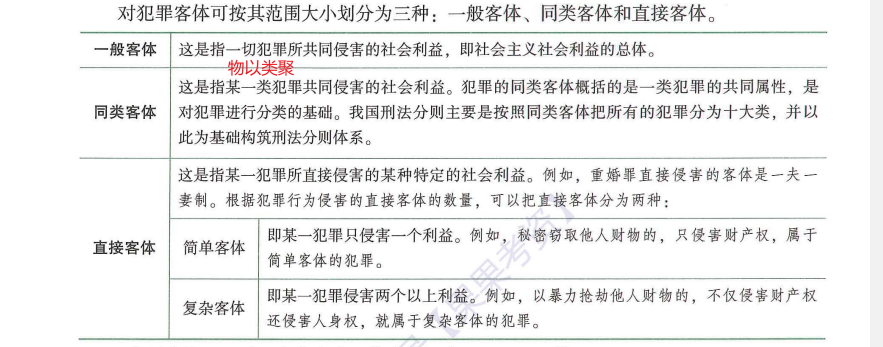 对犯罪客体可按其范围大小划分为三种：一般客体、同类客体和直接客体。
一般客体
这是指一切犯罪所共同侵害的社会利益，即社会主义社会利益的总体。
物以类聚
同类客体
这是指某一类犯罪共同侵害的社会利益。犯罪的同类客体概括的是一类犯罪的共同属性，是
对犯罪进行分类的基础。我国刑法分则主要是按照同类客体把所有的犯罪分为十大类，并以
此为基础构筑刑法分则体系。
直接客体
这是指某一犯罪所直接侵害的某种特定的社会利益。例如，重婚罪直接侵害的客体是一夫一
妻制。根据犯罪行为侵害的直接客体的数量，可以把直接客体分为两种：
简单客体
即某一犯罪只侵害一个利益。例如，秘密窃取他人财物的，只侵害财产权，属于
简单客体的犯罪。
复杂客体
即某一犯罪侵害两个以上利益。例如，以暴力抢劫他人财物的，不仅侵害财产权
还侵害人身权，就属于复杂客体的犯罪。
【果果考资】